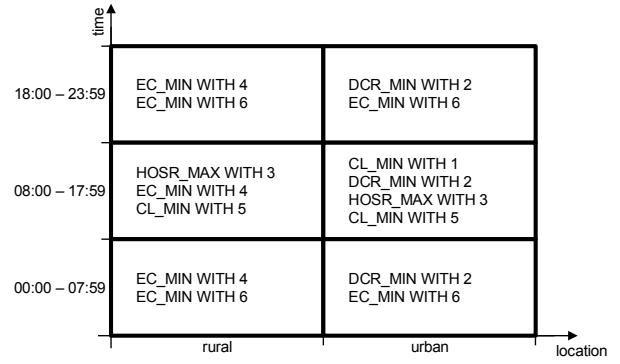 time
18:00 – 23:59
EC_MIN WITH 4
EC_MIN WITH 6
DCR_MIN WITH 2
EC_MIN WITH 6
08:00 – 17:59
HOSR_MAX WITH 3
EC_MIN WITH 4
CL_MIN WITH 5
CL_MIN WITH 1
DCR_MIN WITH 2
HOSR_MAX WITH 3
CL_MIN WITH 5
00:00 – 07:59
EC_MIN WITH 4
EC_MIN WITH 6
DCR_MIN WITH 2
EC_MIN WITH 6
rural
urban
location